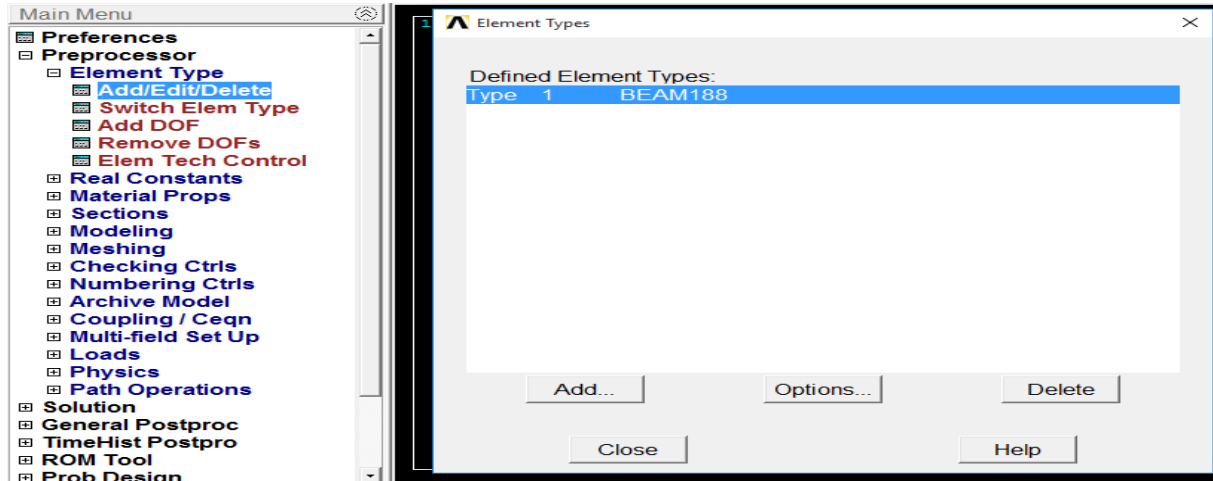 Main Menu
Preferences
Preprocessor
Element Type
Add/Edit/Delete
Switch Elem Type
Add DOF
Remove DOFs
Elem Tech Control
Real Constants
Material Props
Sections
Modeling
Meshing
Checking Ctrls
Numbering Ctrls
Archive Model
Coupling / Ceqn
Multi-field Set Up
Loads
Physics
Path Operations
Solution
General Postproc
TimeHist Postpro
ROM Tool
Prob Design
1
Element Types
Defined Element Types:
Type 1 BEAM188
Add... Options... Delete
Close Help